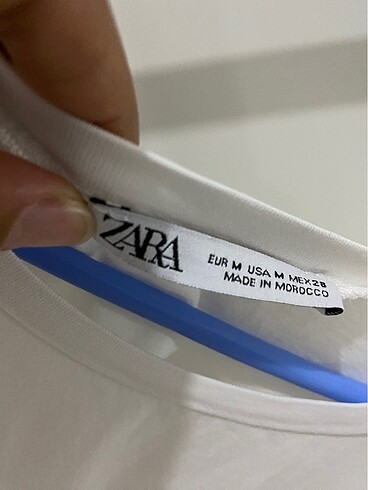 ZARA
EUR M USA M MEX 28
MADE IN MOROCCO